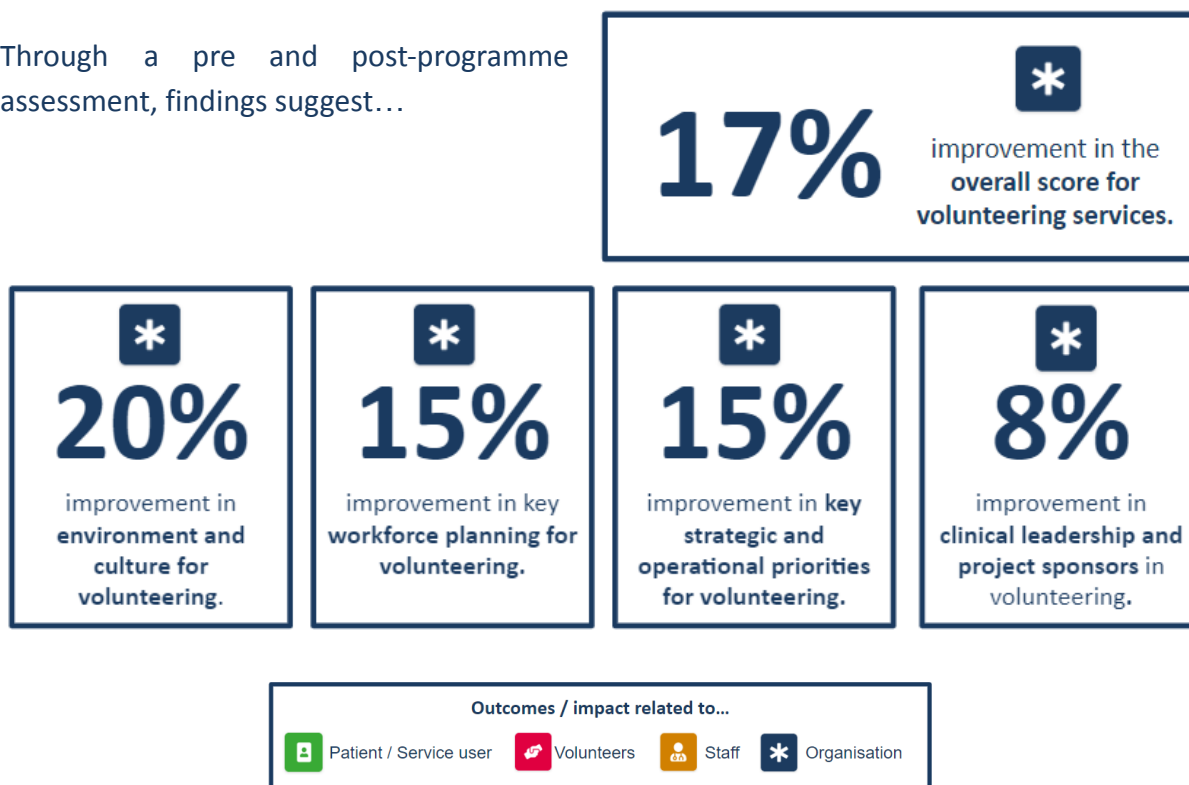 Through a pre and post-programme
assessment, findings suggest…
17%
improvement in the
overall score for
volunteering services.
20%
improvement in
environment and
culture for
volunteering.
15%
improvement in key
workforce planning for
volunteering.
15%
improvement in key
strategic and
operational priorities
for volunteering.
8%
improvement in
clinical leadership and
project sponsors in
volunteering.
Outcomes / impact related to…
Patient / Service user Volunteers Staff Organisation